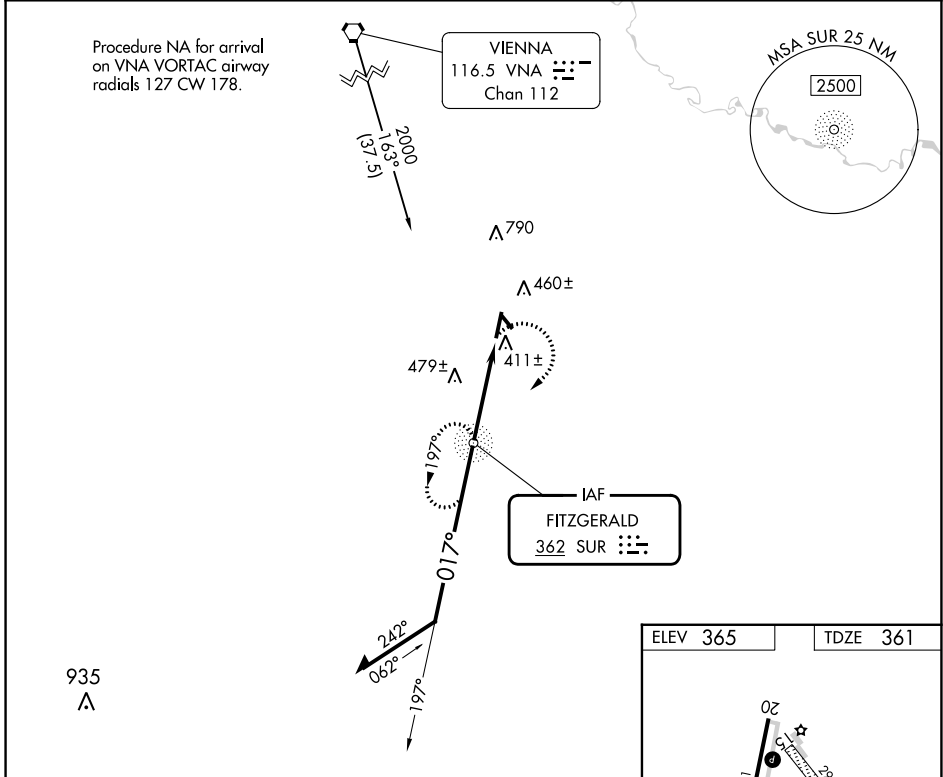 Procedure NA for arrival
on VNA VORTAC airway
radials 127 CW 178.
VIENNA
116.5 VNA
Chan 112
MSA SUR 25 NM
2500
2000
163°
(37.5)
790
460±
411±
479±
197°
IAF
FITZGERALD
362 SUR
017°
242°
062°
197°
935
ELEV 365
TDZE 361
20
P